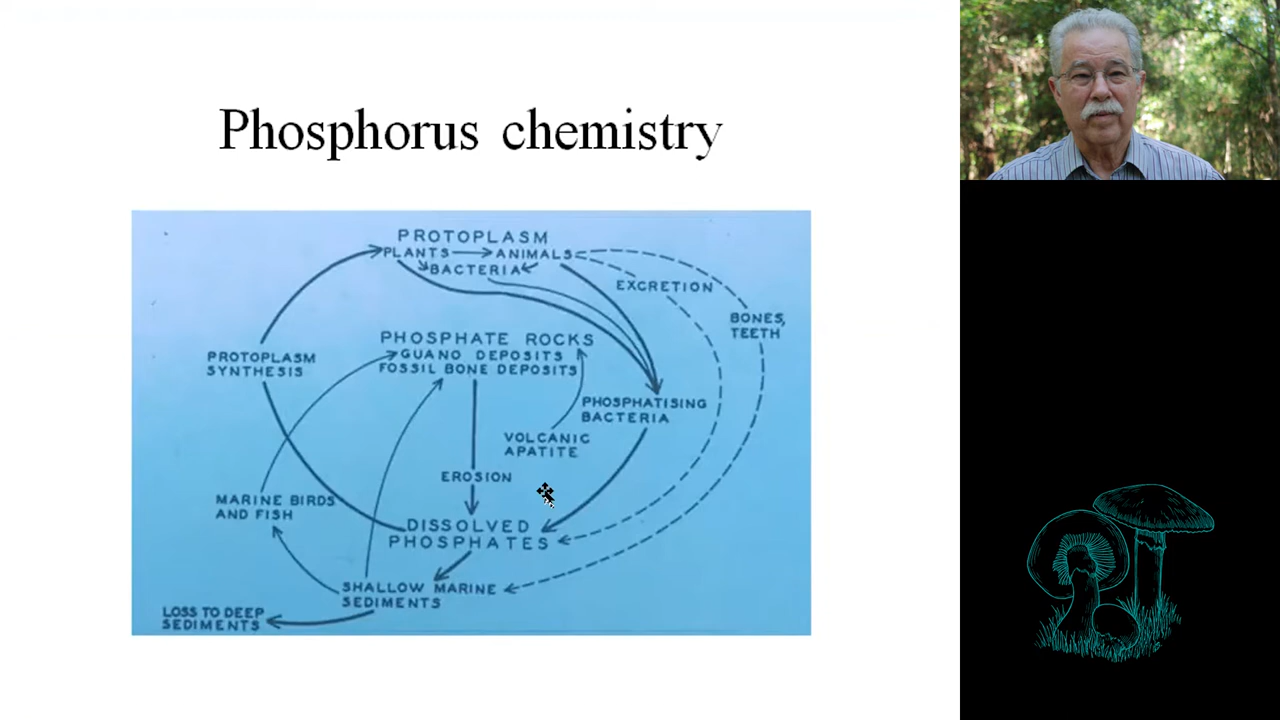 Phosphorus chemistry
PROTOPLASM
PLANTS ANIMALS
BACTERIA
EXCRETION
BONES,
TEETH
PHOSPHATE ROCKS
GUANO DEPOSITS
FOSSIL BONE DEPOSITS
PROTOPLASM
SYNTHESIS
PHOSPHATISING
BACTERIA
VOLCANIC
APATITE
EROSION
MARINE BIRDS
AND FISH
DISSOLVED
PHOSPHATES
SHALLOW MARINE
SEDIMENTS
LOSS TO DEEP
SEDIMENTS